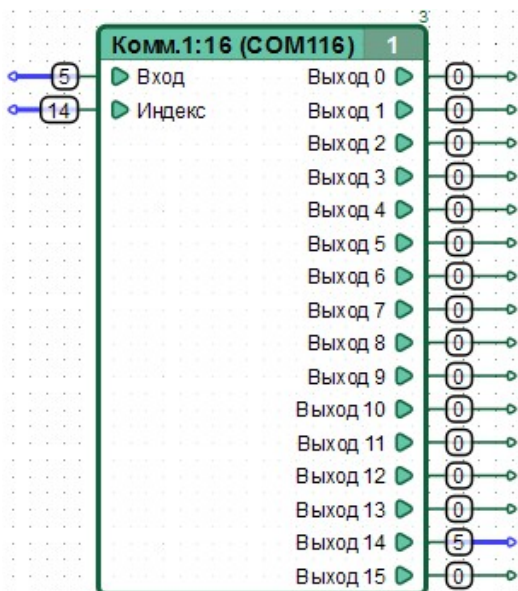 3
Комм.1:16 (COM116) 1
5 Вход Выход 0 0
14 Индекс Выход 1 0
Выход 2 0
Выход 3 0
Выход 4 0
Выход 5 0
Выход 6 0
Выход 7 0
Выход 8 0
Выход 9 0
Выход 10 0
Выход 11 0
Выход 12 0
Выход 13 0
Выход 14 5
Выход 15 0